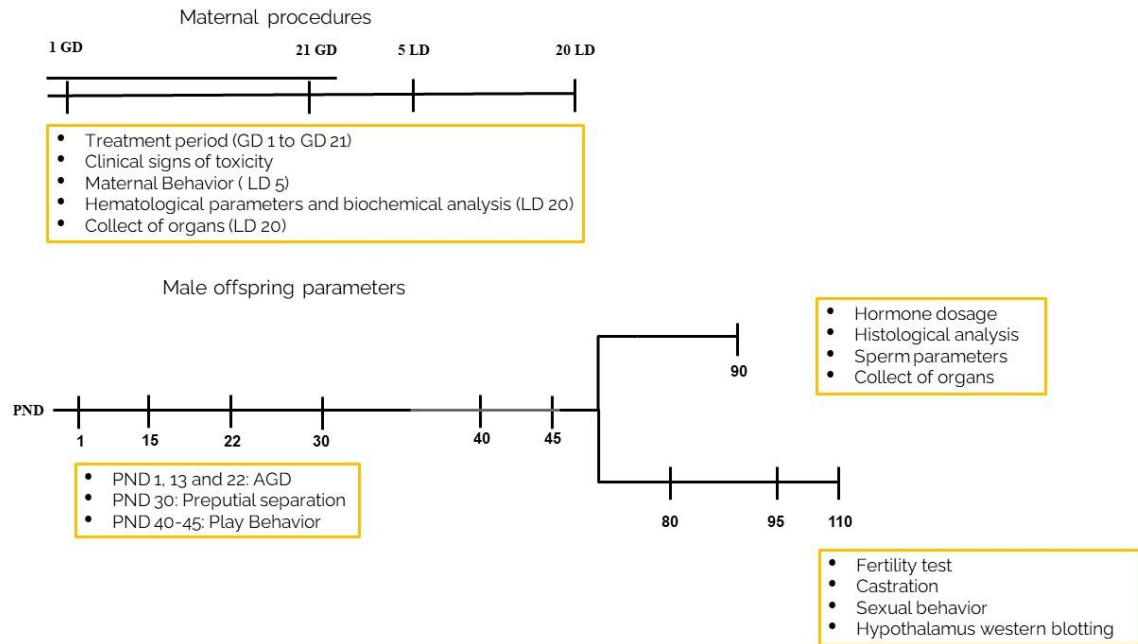 Maternal procedures
1 GD 21 GD 5 LD 20 LD
• Treatment period (GD 1 to GD 21)
• Clinical signs of toxicity
• Maternal Behavior ( LD 5)
• Hematological parameters and biochemical analysis (LD 20)
• Collect of organs (LD 20)
Male offspring parameters
• Hormone dosage
• Histological analysis
• Sperm parameters
• Collect of organs
90
PND
1 15 22 30 40 45
• PND 1, 13 and 22: AGD
• PND 30: Preputial separation
• PND 40-45: Play Behavior
80 95 110
• Fertility test
• Castration
• Sexual behavior
• Hypothalamus western blotting